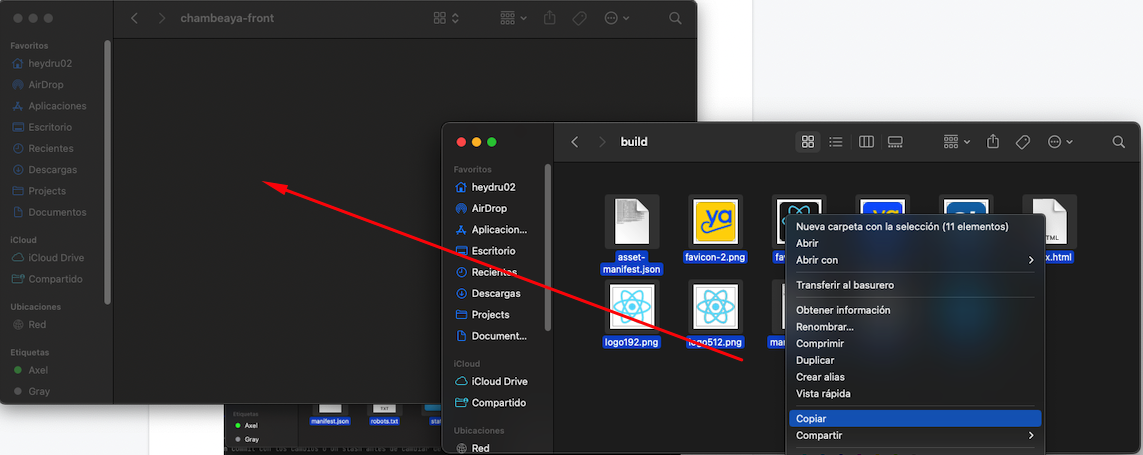 chambeaya-front
Favoritos
heydru02
AirDrop
Aplicaciones
Escritorio
Recientes
Descargas
Projects
Documentos
iCloud
iCloud Drive
Compartido
Ubicaciones
Red
Etiquetas
Axel
Gray
build
Favoritos
heydru02
AirDrop
Aplicacion...
Escritorio
Recientes
Descargas
Projects
Document...
iCloud
iCloud Drive
Compartido
Ubicaciones
Red
asset-
manifest.json
favicon-2.png
logo192.png
logo512.png
Nueva carpeta con la selección (11 elementos)
Abrir
Abrir con
Transferir al basurero
Obtener información
Renombrar...
Comprimir
Duplicar
Crear alias
Vista rápida
Copiar
Compartir
Etiquetas
Axel
Gray
manifest.json
robots.txt